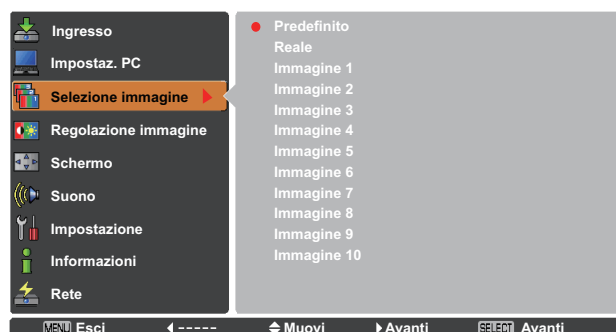 Ingresso
Impostaz. PC
Selezione immagine
Regolazione immagine
Schermo
Suono
Impostazione
Informazioni
Rete
Predefinito
Reale
Immagine 1
Immagine 2
Immagine 3
Immagine 4
Immagine 5
Immagine 6
Immagine 7
Immagine 8
Immagine 9
Immagine 10
MENU Esci ----- Muovi Avanti SELECT Avanti